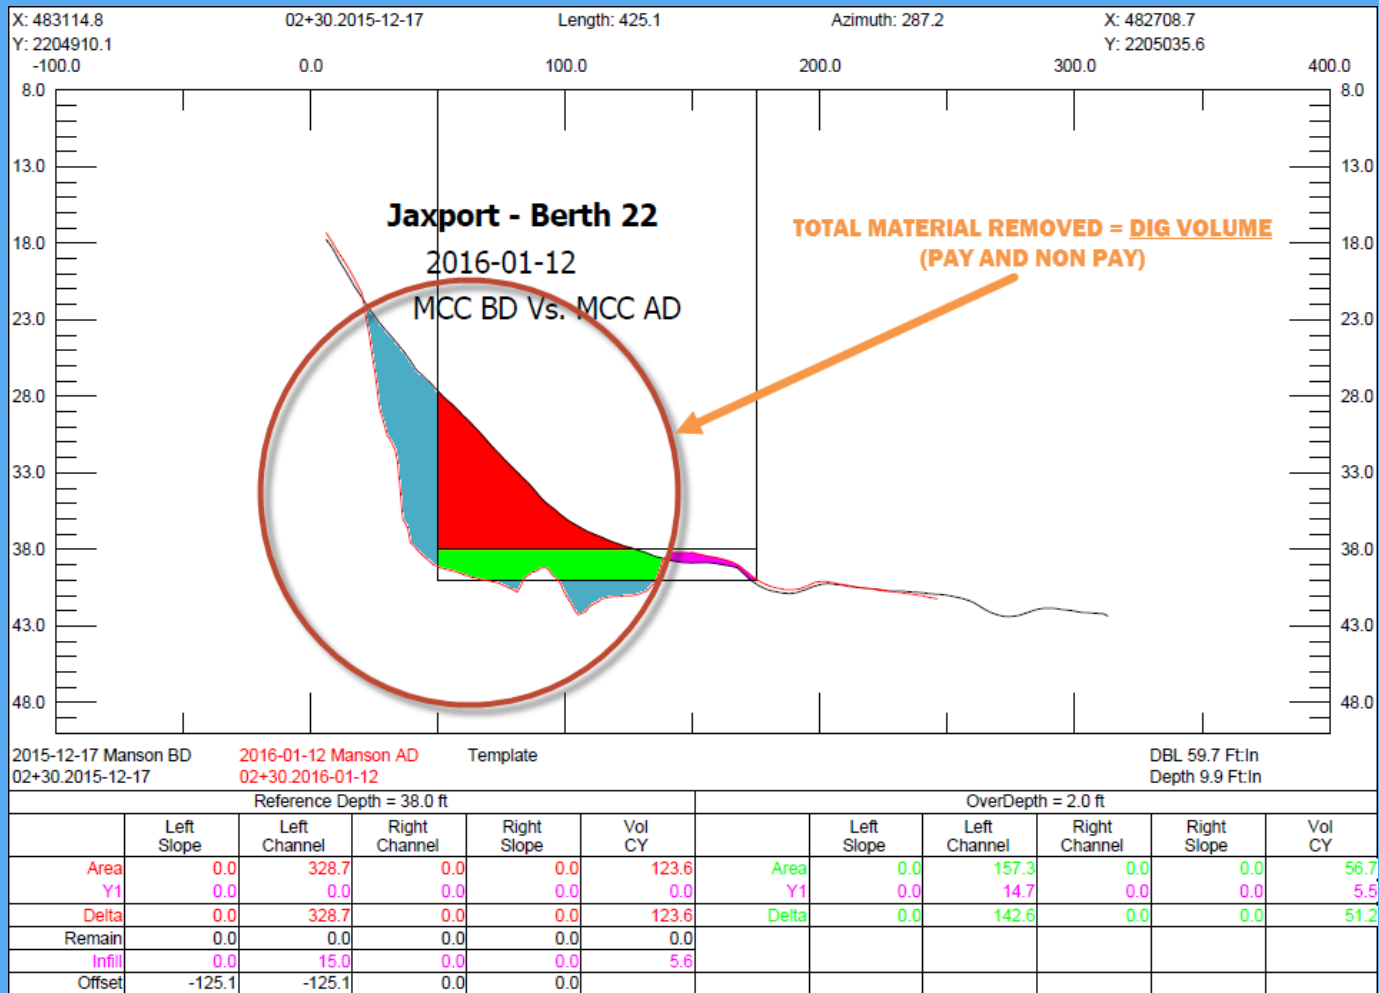 X: 483114.8 02+30.2015-12-17 Length: 425.1 Azimuth: 287.2 X: 482708.7
Y: 2204910.1 Y: 2205035.6
-100.0 0.0 100.0 200.0 300.0 400.0
8.0 8.0
13.0 13.0
Jaxport - Berth 22
TOTAL MATERIAL REMOVED = DIG VOLUME
18.0 18.0
(PAY AND NON PAY)
2016-01-12
MCC BD Vs. MCC AD
23.0 23.0
28.0 28.0
33.0 33.0
38.0 38.0
43.0 43.0
48.0 48.0
2015-12-17 Manson BD 2016-01-12 Manson AD Template DBL 59.7 Ft:In
02+30.2015-12-17 02+30.2016-01-12 Depth 9.9 Ft:In
Reference Depth = 38.0 ft OverDepth = 2.0 ft
Left Left Right Right Vol Left Left Right Right Vol
Slope Channel Channel Slope CY Slope Channel Channel Slope CY
Area 0.0 328.7 0.0 0.0 123.6 Area 0.0 157.3 0.0 0.0 56.7
Y1 0.0 0.0 0.0 0.0 0.0 Y1 0.0 14.7 0.0 0.0 5.5
Delta 0.0 328.7 0.0 0.0 123.6 Delta 0.0 142.6 0.0 0.0 51.2
Remain 0.0 0.0 0.0 0.0 0.0
Infill 0.0 15.0 0.0 0.0 5.6
Offset -125.1 -125.1 0.0 0.0